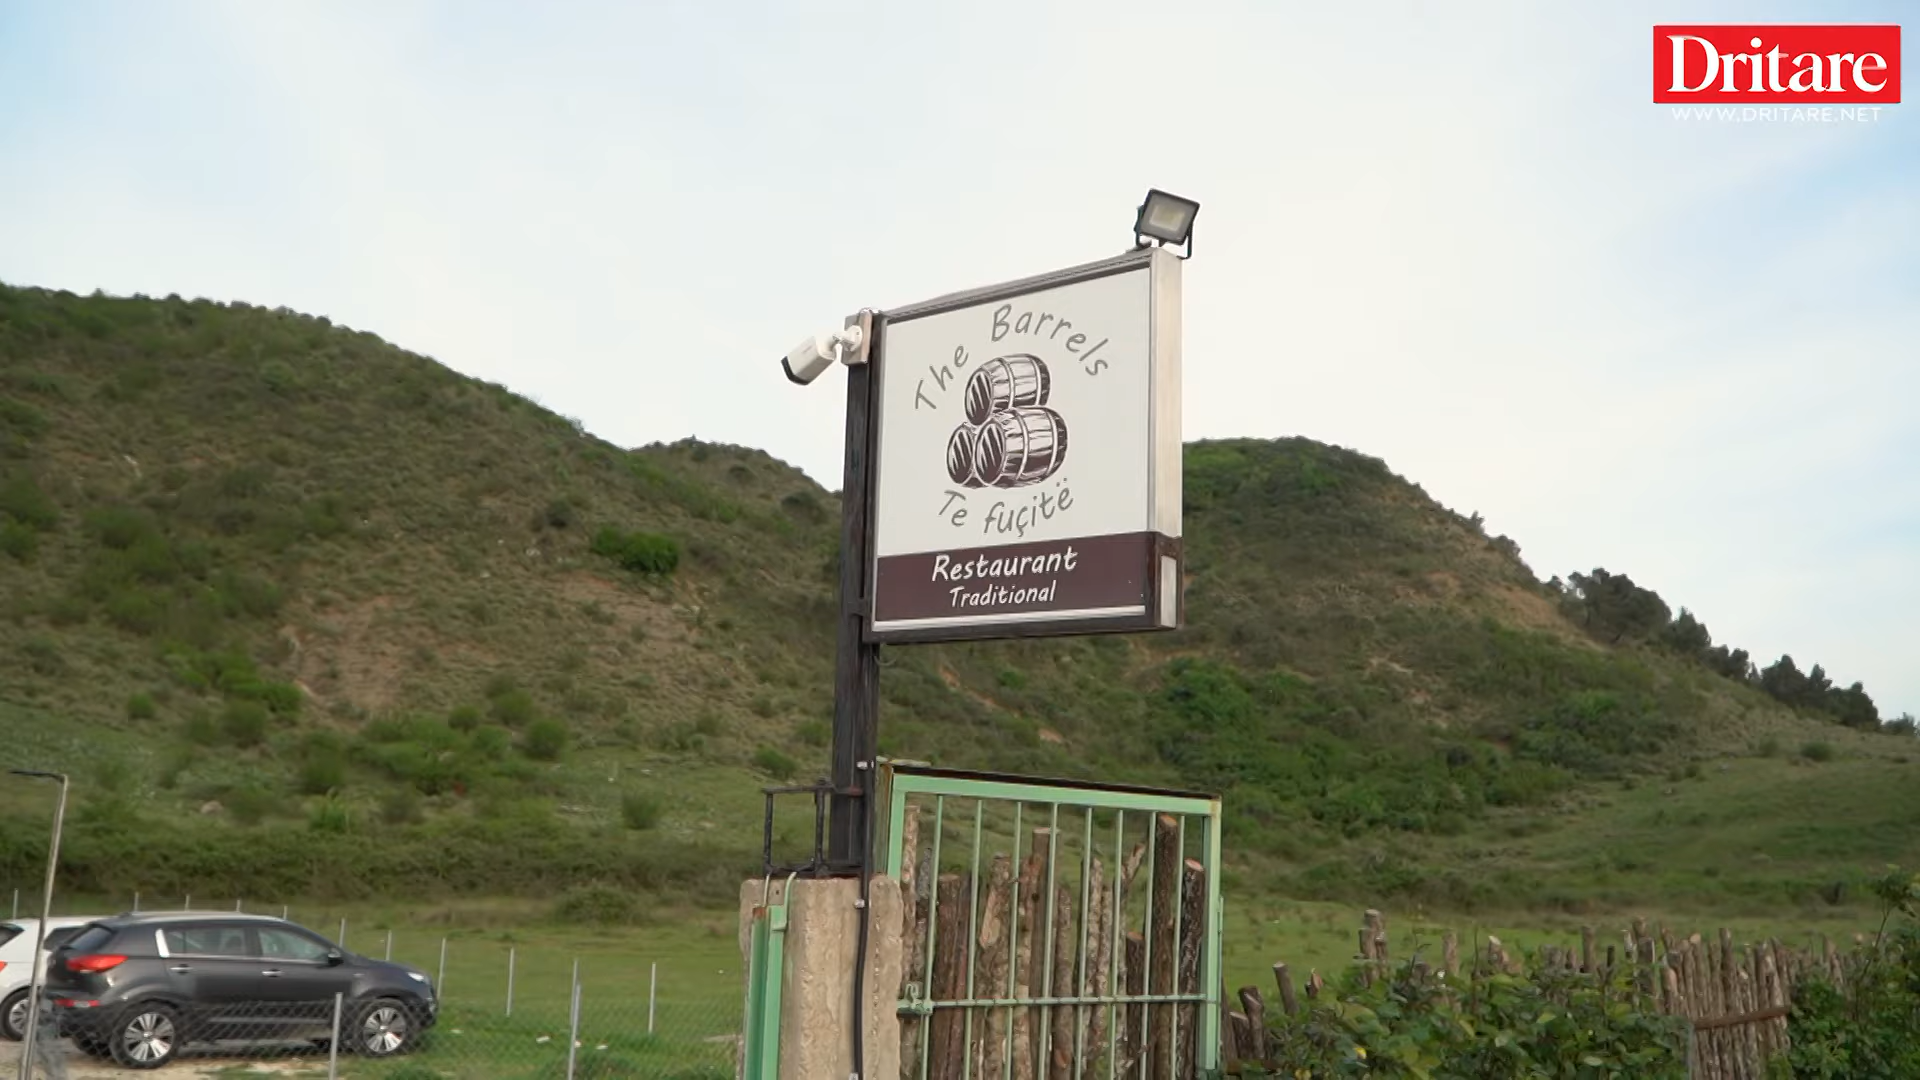 Dritare
WWW.DRITARE.NET
The Barrels
Te fuçitë
Restaurant
Traditional